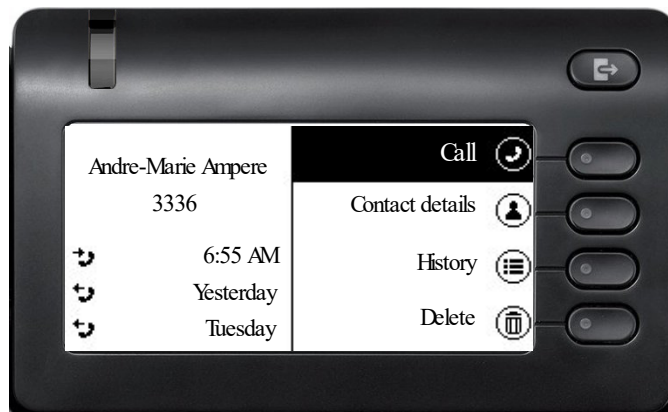 Andre-Marie Ampere
3336
6:55 AM
Yesterday
Tuesday
Call
Contact details
History
Delete